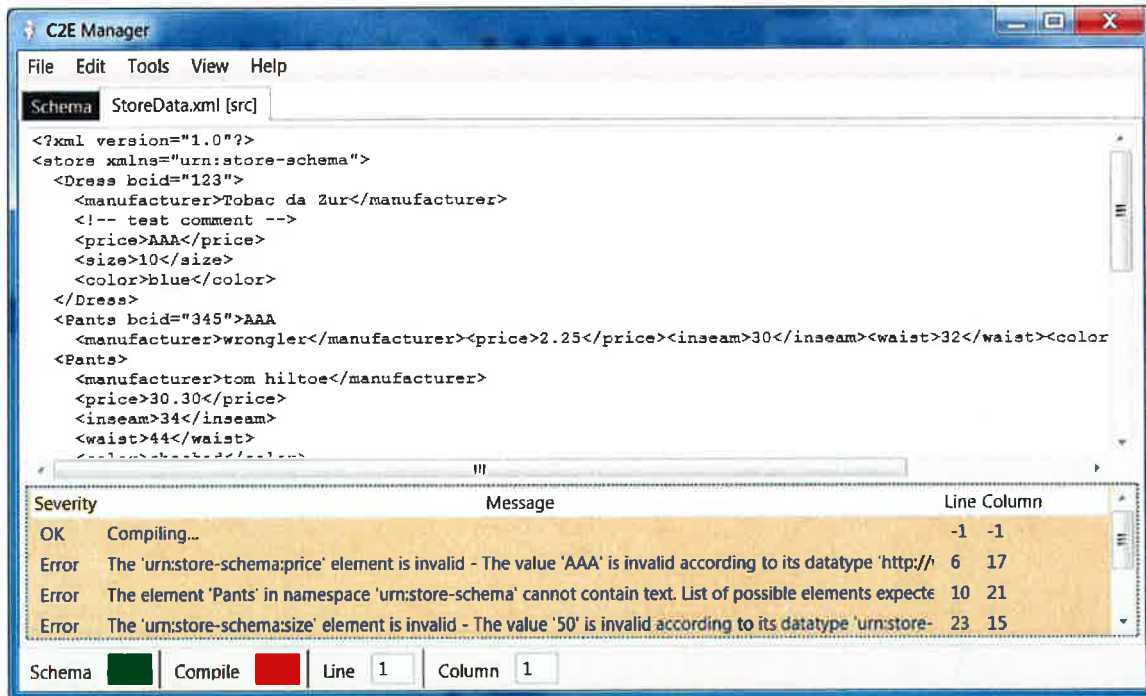 C2E Manager
File Edit Tools View Help
Schema StoreData.xml [src]
<?xml version="1.0"?>
<store xmlns="urn:store-schema">
<Dress bcid="123">
<manufacturer>Tobac da Zur</manufacturer>
<!-- test comment -->
<price>AAA</price>
<size>10</size>
<color>blue</color>
</Dress>
<Pants bcid="345">AAA
<manufacturer>wrongler</manufacturer><price>2.25</price><inseam>30</inseam><waist>32</waist><color
<Pants>
<manufacturer>tom hiltoe</manufacturer>
<price>30.30</price>
<inseam>34</inseam>
<waist>44</waist>
Severity Message Line Column
OK Compiling... -1 -1
Error The 'urn:store-schema:price' element is invalid - The value 'AAA' is invalid according to its datatype 'http:// 6 17
Error The element 'Pants' in namespace 'urn:store-schema' cannot contain text. List of possible elements expecte 10 21
Error The 'urn:store-schema:size' element is invalid - The value '50' is invalid according to its datatype 'urn:store- 23 15
Schema Compile Line 1 Column 1